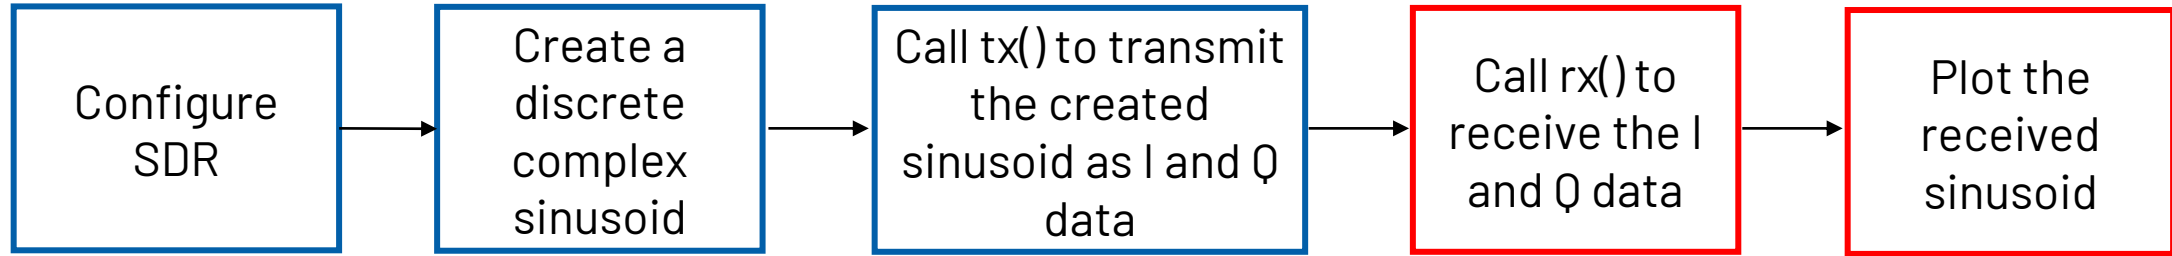 Configure
SDR
Create a
discrete
complex
sinusoid
Call tx() to transmit
the created
sinusoid as I and Q
data
Call rx() to
receive the I
and Q data
Plot the
received
sinusoid